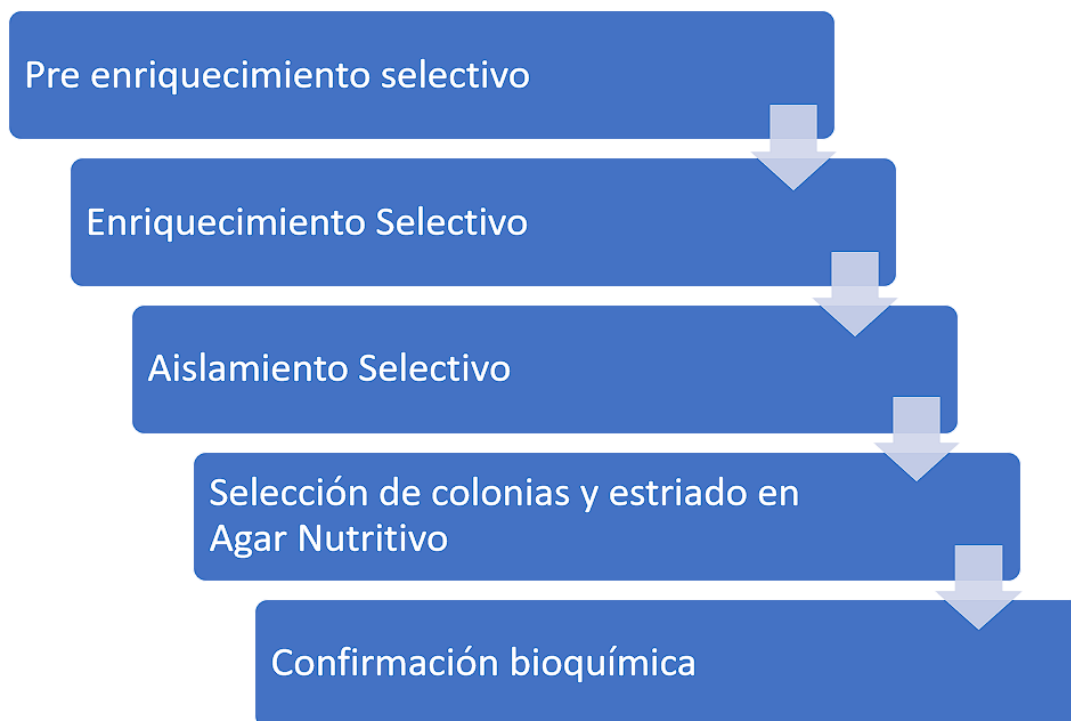 Pre enriquecimiento selectivo
Enriquecimiento Selectivo
Aislamiento Selectivo
Selección de colonias y estriado en
Agar Nutritivo
Confirmación bioquímica